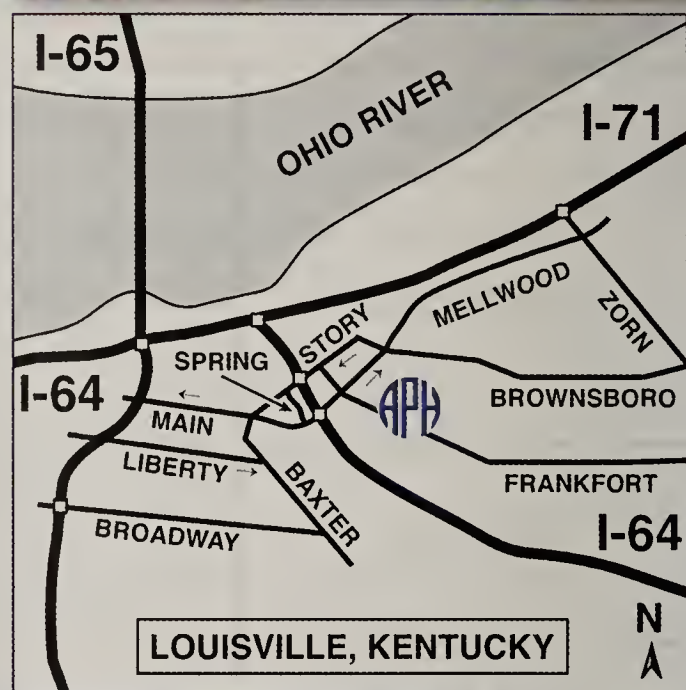 I-65
OHIO RIVER
I-71
MELLWOOD
ZORN
STORY
SPRING
I-64
MAIN
BROWNSBORO
APH
LIBERTY
BAXTER
FRANKFORT
BROADWAY
I-64
N
LOUISVILLE, KENTUCKY